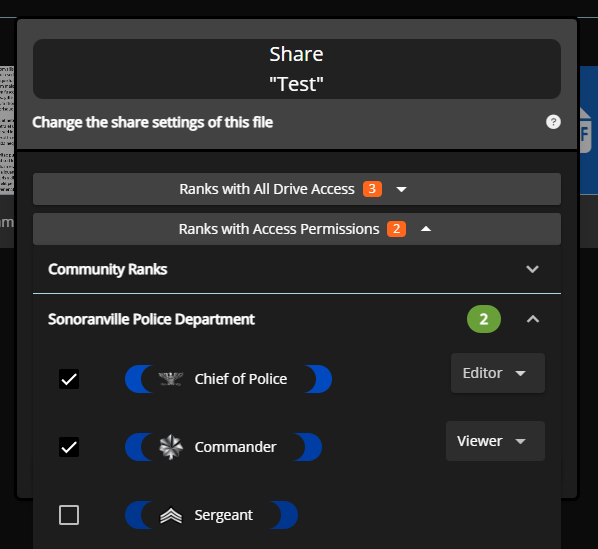 Share
"Test"
Change the share settings of this file
?
Ranks with All Drive Access 3
Ranks with Access Permissions 2
Community Ranks
Sonoranville Police Department 2
Chief of Police Editor
Commander Viewer
Sergeant